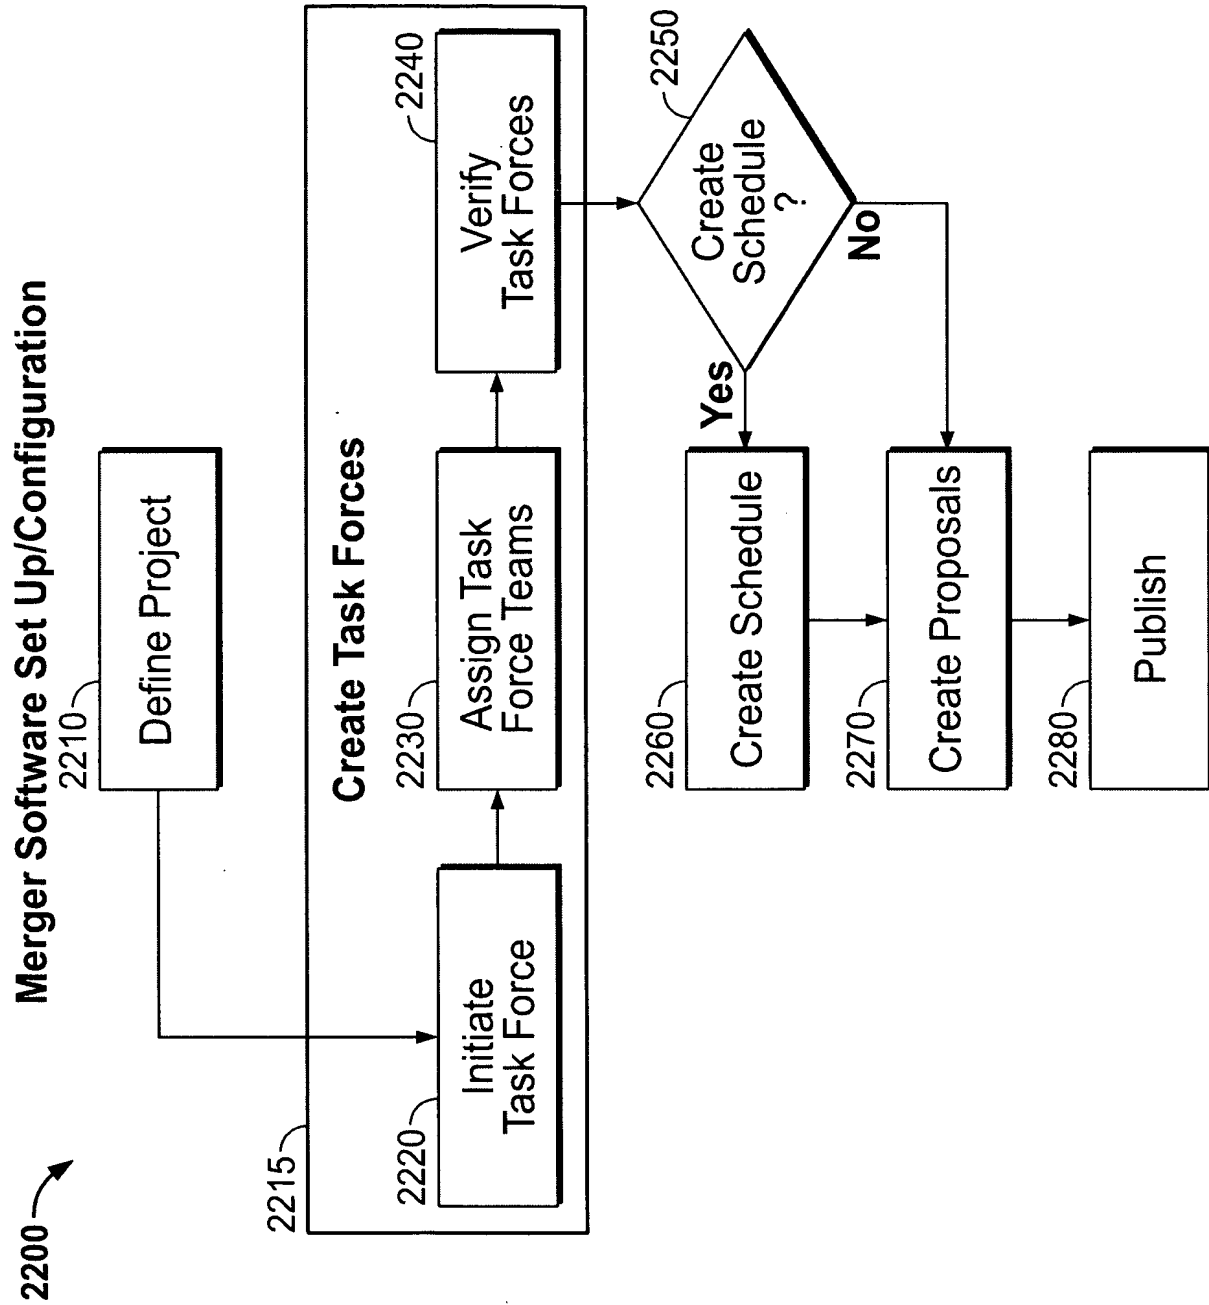 2200
Merger Software Set Up/Configuration
2210
Define Project
2215
Create Task Forces
2220
Initiate
Task Force
2230
Assign Task
Force Teams
2240
Verify
Task Forces
2250
Create
Schedule
?
Yes
No
2260
Create Schedule
2270
Create Proposals
2280
Publish